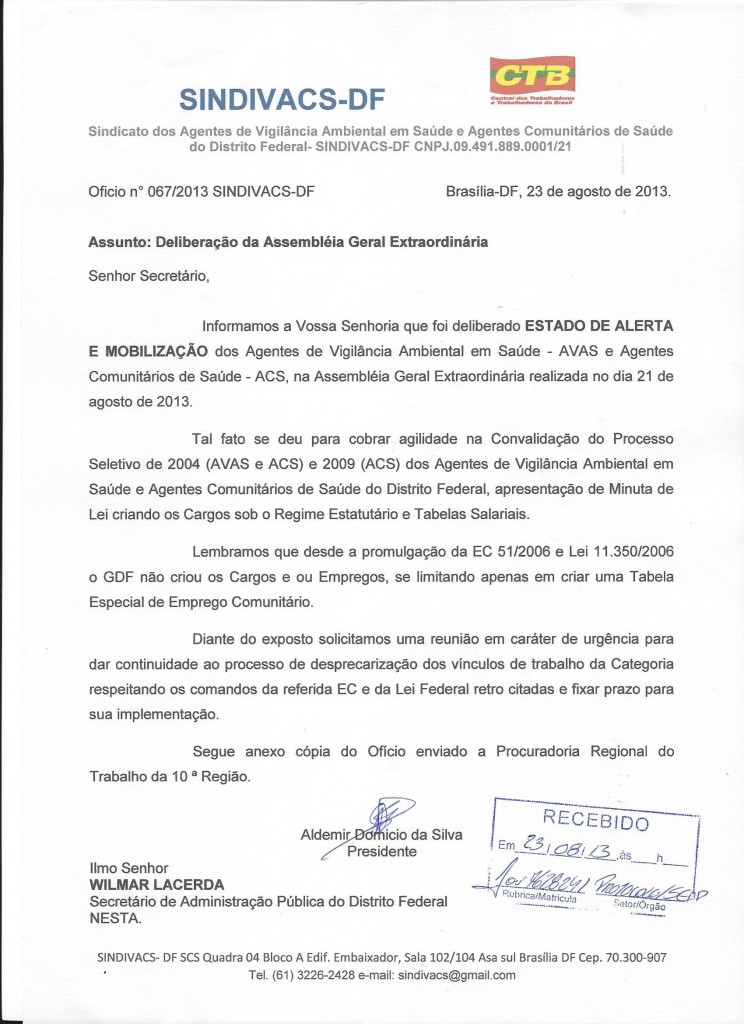 SINDIVACS-DF
CTB
Central dos Trabalhadores
e Trabalhadoras do Brasil
Sindicato dos Agentes de Vigilância Ambiental em Saúde e Agentes Comunitários de Saúde
do Distrito Federal- SINDIVACS-DF CNPJ.09.491.889.0001/21
Oficio n° 067/2013 SINDIVACS-DF Brasília-DF, 23 de agosto de 2013.
Assunto: Deliberação da Assembléia Geral Extraordinária
Senhor Secretário,
Informamos a Vossa Senhoria que foi deliberado ESTADO DE ALERTA
E MOBILIZAÇÃO dos Agentes de Vigilância Ambiental em Saúde - AVAS e Agentes
Comunitários de Saúde - ACS, na Assembléia Geral Extraordinária realizada no dia 21 de
agosto de 2013.
Tal fato se deu para cobrar agilidade na Convalidação do Processo
Seletivo de 2004 (AVAS e ACS) e 2009 (ACS) dos Agentes de Vigilância Ambiental em
Saúde e Agentes Comunitários de Saúde do Distrito Federal, apresentação de Minuta de
Lei criando os Cargos sob o Regime Estatutário e Tabelas Salariais.
Lembramos que desde a promulgação da EC 51/2006 e Lei 11.350/2006
o GDF não criou os Cargos e ou Empregos, se limitando apenas em criar uma Tabela
Especial de Emprego Comunitário.
Diante do exposto solicitamos uma reunião em caráter de urgência para
dar continuidade ao processo de desprecarização dos vínculos de trabalho da Categoria
respeitando os comandos da referida EC e da Lei Federal retro citadas e fixar prazo para
sua implementação.
Segue anexo cópia do Ofício enviado a Procuradoria Regional do
Trabalho da 10 ª Região.
Aldemir Domicio da Silva
Presidente
RECEBIDO
Em 23/08/13 às h
Protocolo/SEAP
Rubrica/Matrícula Setor/Órgão
Ilmo Senhor
WILMAR LACERDA
Secretário de Administração Pública do Distrito Federal
NESTA.
SINDIVACS- DF SCS Quadra 04 Bloco A Edif. Embaixador, Sala 102/104 Asa sul Brasília DF Cep. 70.300-907
Tel. (61) 3226-2428 e-mail: sindivacs@gmail.com